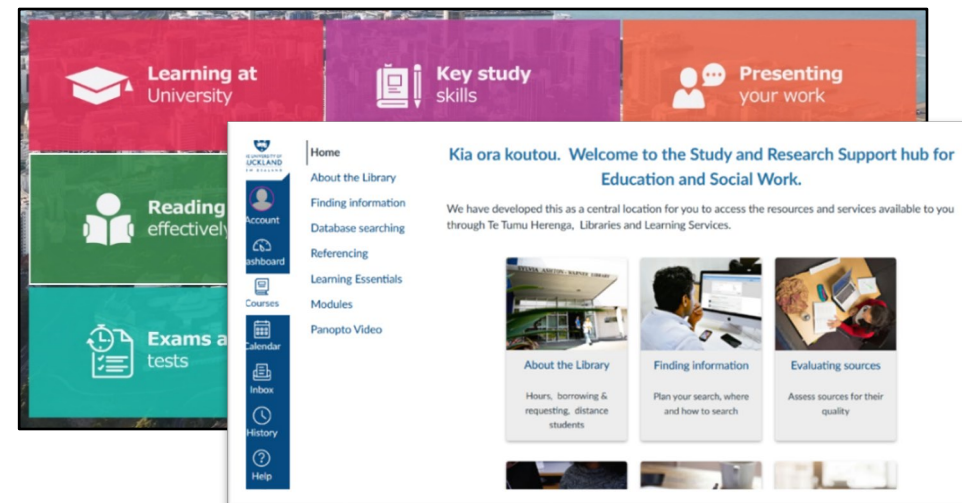 Learning at
University
Key study
skills
Presenting
your work
Reading
effectively
Exams a
tests
UCKLAND
Account
ashboard
Courses
Calendar
Inbox
History
Help
Home
About the Library
Finding information
Database searching
Referencing
Learning Essentials
Modules
Panopto Video
Kia ora koutou. Welcome to the Study and Research Support hub for
Education and Social Work.
We have developed this as a central location for you to access the resources and services available to you
through Te Tumu Herenga, Libraries and Learning Services.
About the Library
Hours, borrowing &
requesting, distance
students
Finding information
Plan your search, where
and how to search
Evaluating sources
Assess sources for their
quality